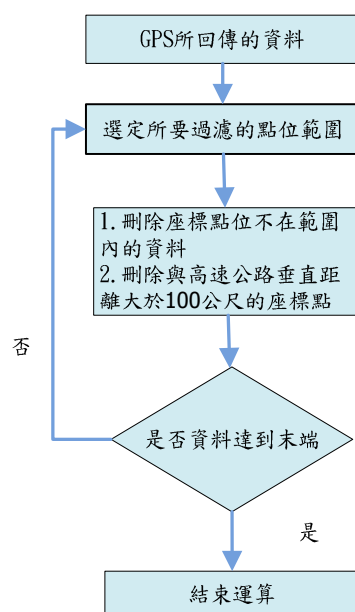 GPS所回傳的資料
選定所要過濾的點位範圍
1.刪除座標點位不在範圍
內的資料
2.刪除與高速公路垂直距
離大於100公尺的座標點
否
是否資料達到末端
是
結束運算